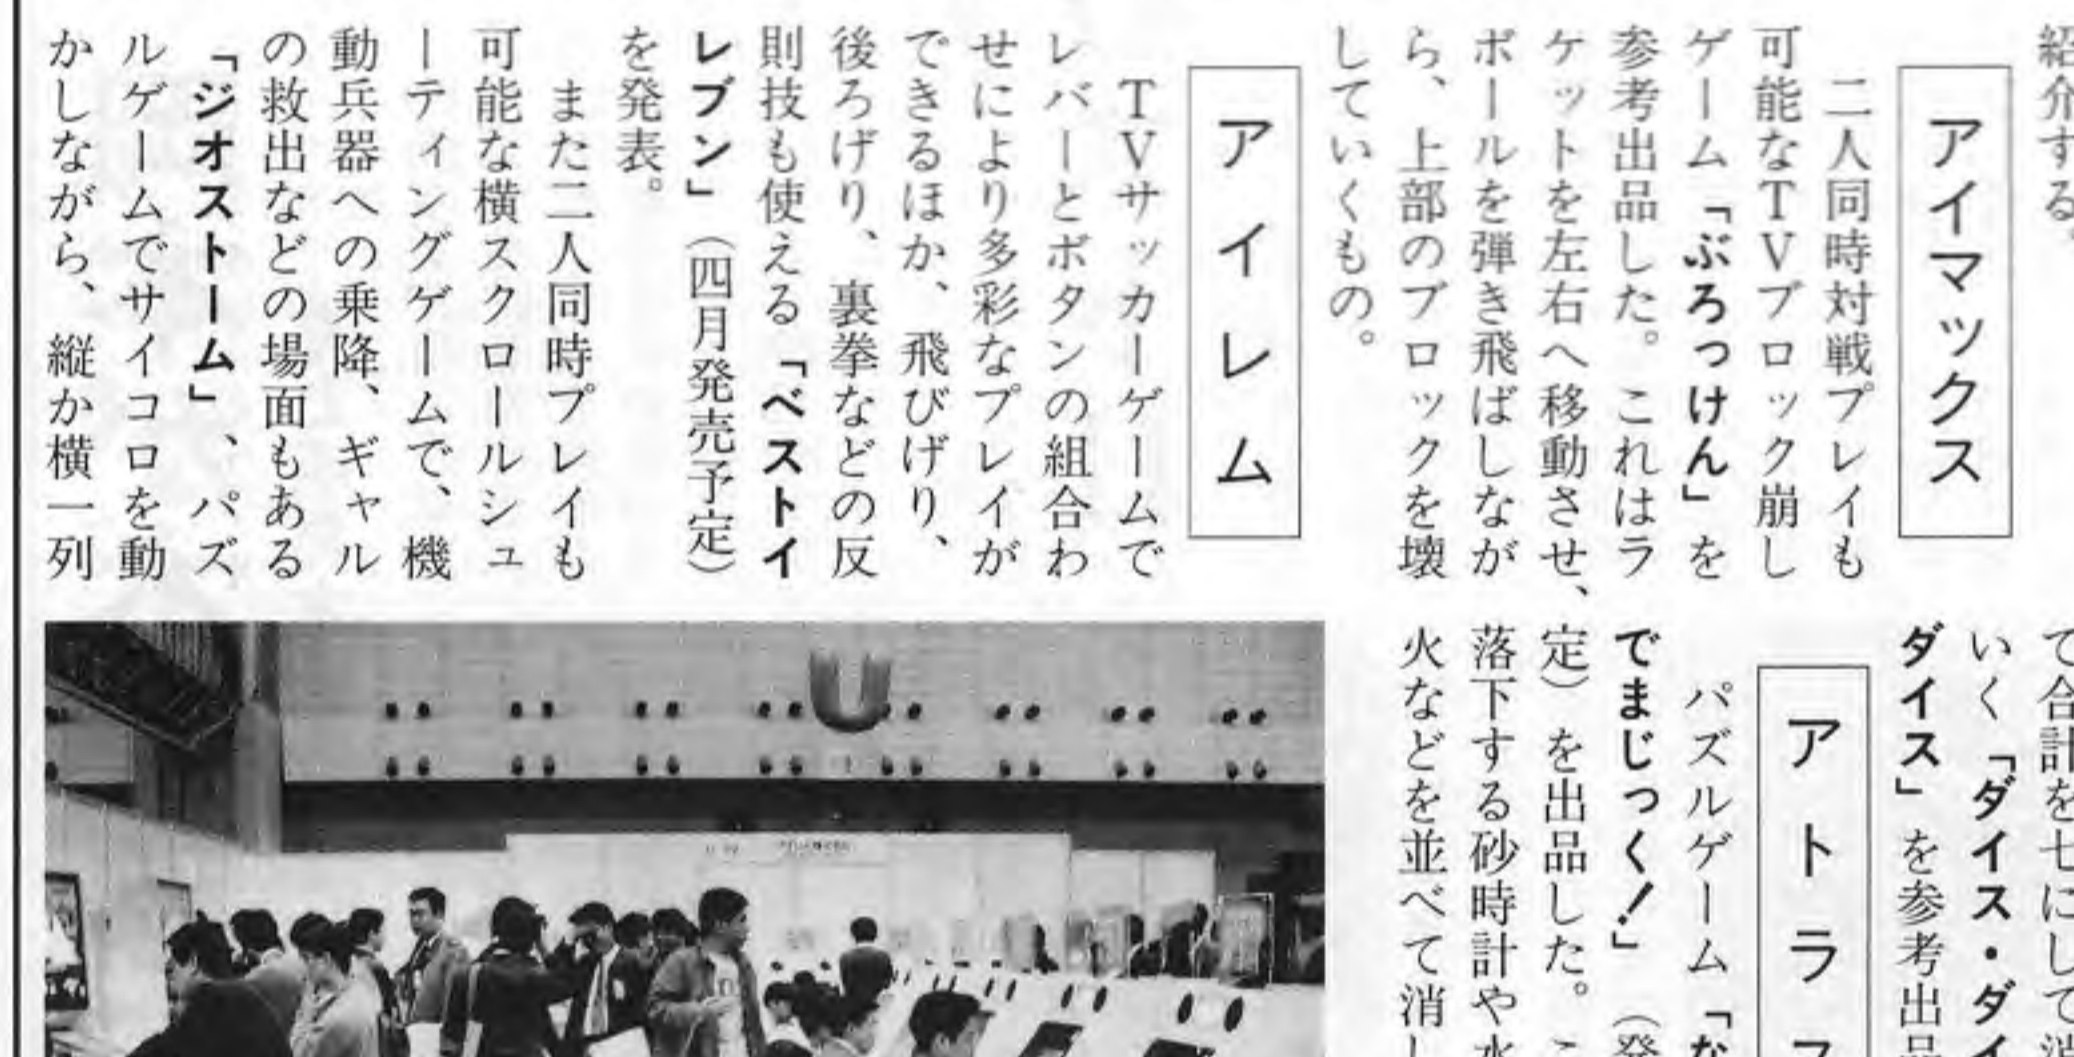 紹介する。
アイマックス
二人同時対戦プレイも
可能なTVブロック崩し
ゲーム「ぶろっけん」を
参考出品した。これはラ
ケットを左右へ移動させ、
ボールを弾き飛ばしなが
ら、上部のブロックを壊
していくもの。
アイレム
TVサッカーゲームで
レバーとボタンの組合わ
せにより多彩なプレイが
できるほか、飛びげり、
後ろげり、裏拳などの反
則技も使える「ベストイ
レブン」（四月発売予定）
を発表。
また二人同時プレイも
可能な横スクロールシュ
ーティングゲームで、機
動兵器への乗降、ギャル
の救出などの場面もある
「ジオストーム」、パズ
ルゲームでサイコロを動
かしながら、縦か横一列
て合計を七にして消
いく「ダイス・ダイ
ダイス」を参考出品
アトラス
パズルゲーム「な
でまじっく！」（発
定）を出品した。こ
落下する砂時計や水
火などを並べて消し